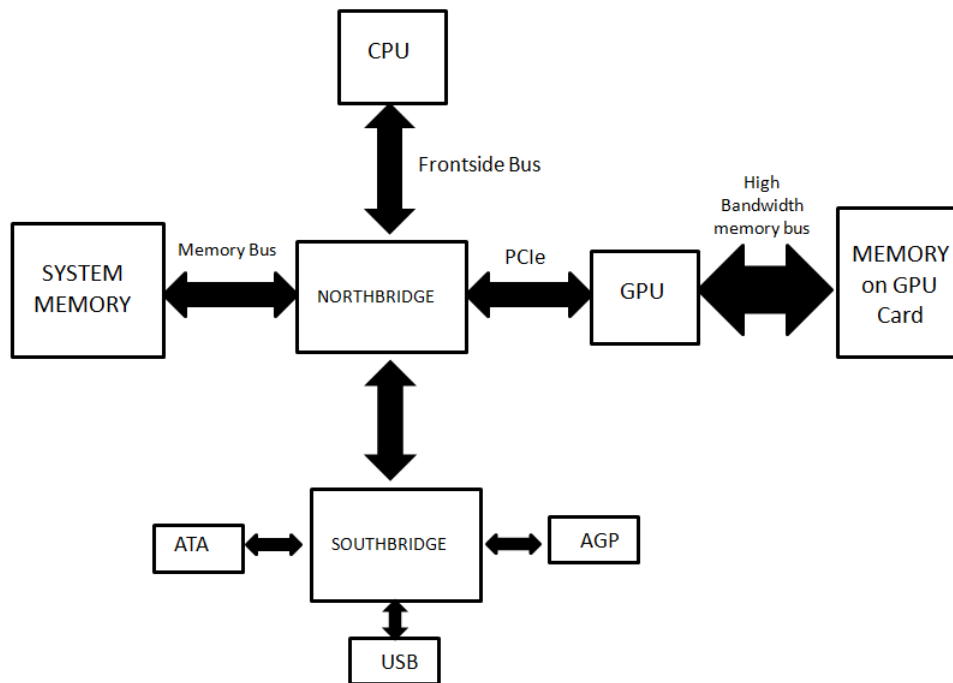 CPU
Frontside Bus
High
Bandwidth
memory bus
SYSTEM
MEMORY
Memory Bus
NORTHBRIDGE
PCIe
GPU
MEMORY
on GPU
Card
ATA
SOUTHBRIDGE
AGP
USB